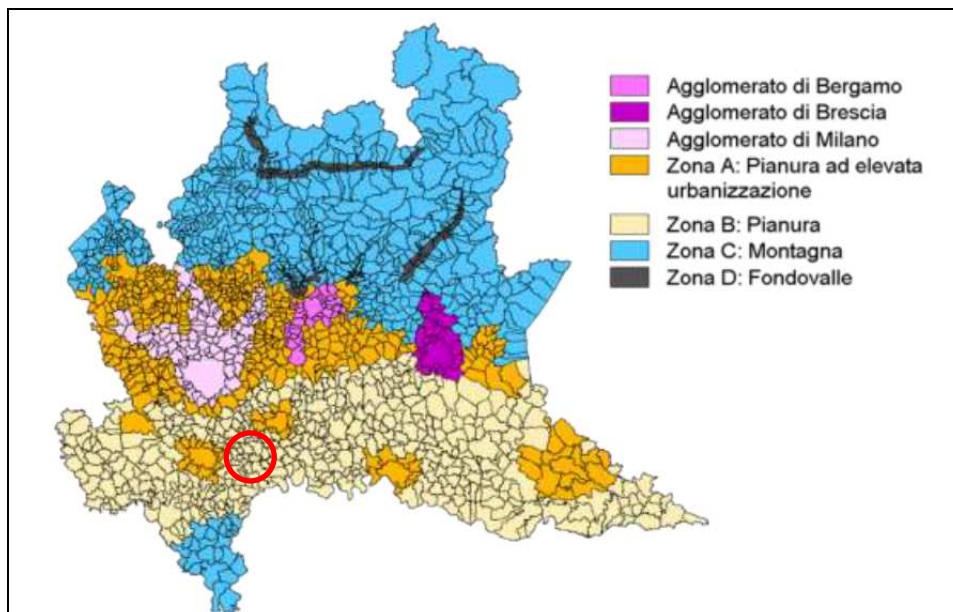 Agglomerato di Bergamo
Agglomerato di Brescia
Agglomerato di Milano
Zona A: Pianura ad elevata
urbanizzazione
Zona B: Pianura
Zona C: Montagna
Zona D: Fondovalle